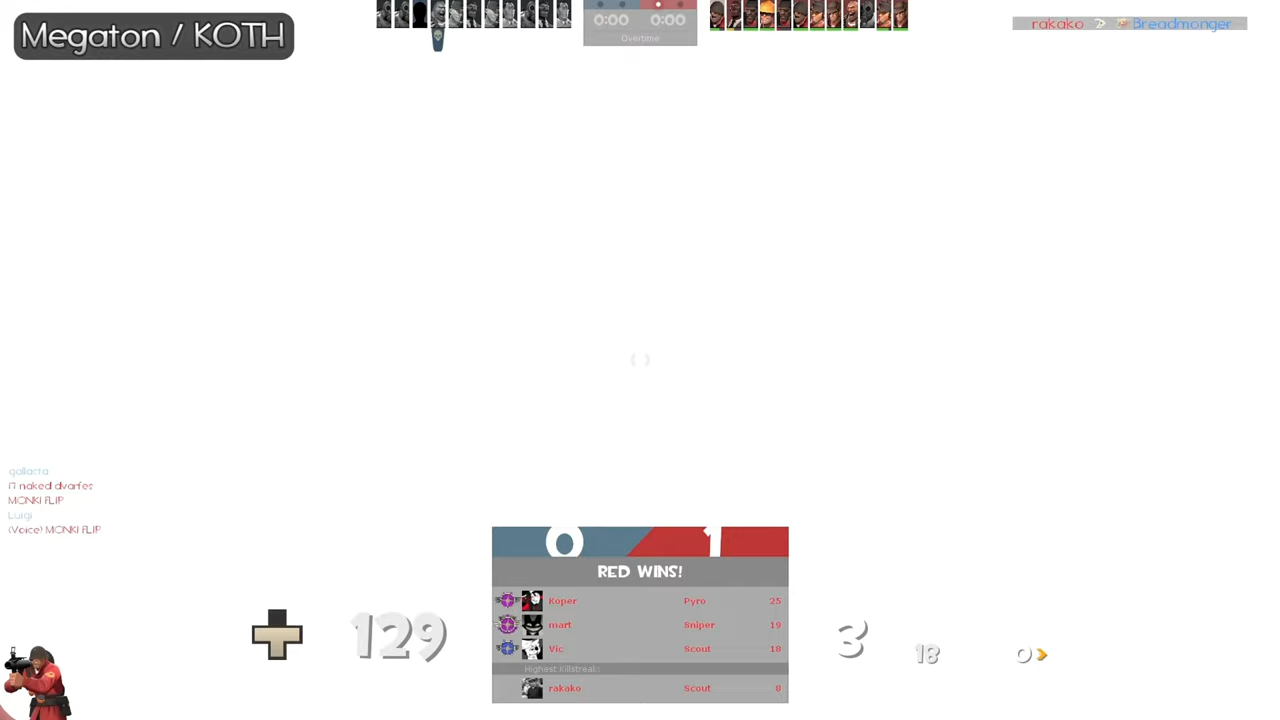 Megaton / KOTH
0:00 0:00
Overtime
rakako Breadmonger
gallacta
17 naked dvarfes
MONKI FLIP
Luigi
(Voice) MONKI FLIP
0 1
RED WINS!
Koper Pyro 25
mart Sniper 19
Vic Scout 18
Highest Killstreak:
rakako Scout 8
129
3 18 0